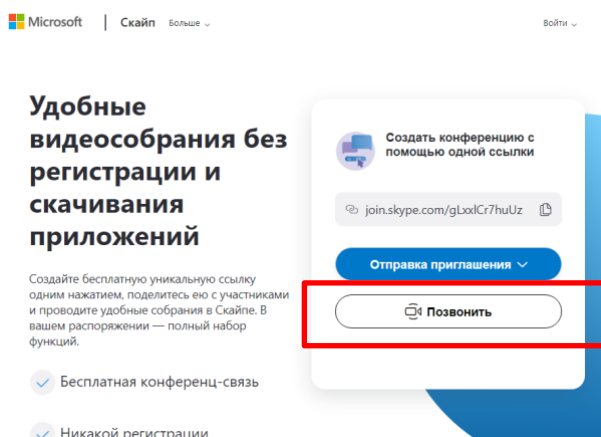 Microsoft Скайп Больше Войти
Удобные
видеособрания без
регистрации и
скачивания
приложений
Создайте бесплатную уникальную ссылку
одним нажатием, поделитесь ею с участниками
и проводите удобные собрания в Скайпе. В
вашем распоряжении — полный набор
функций.
Бесплатная конференц-связь
Никакой регистрации
Создать конференцию с
помощью одной ссылки
join.skype.com/gLxxlCr7huUz
Отправка приглашения
Позвонить